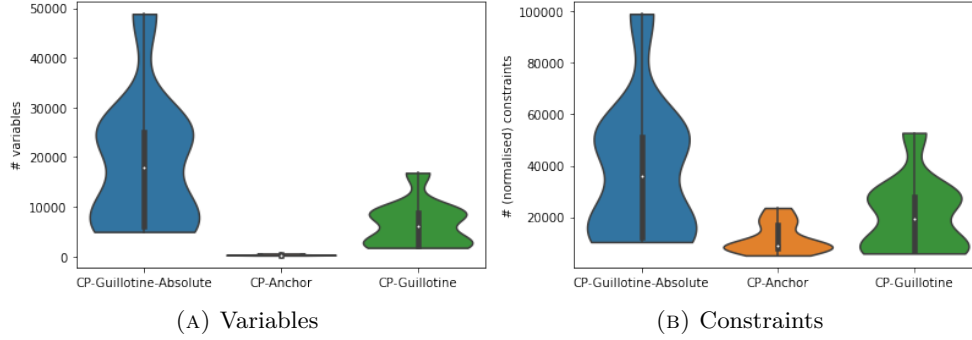 50000
40000
30000
20000
10000
0
# variables
CP-Guillotine-Absolute CP-Anchor CP-Guillotine
(A) Variables
100000
80000
60000
40000
20000
# (normalised) constraints
CP-Guillotine-Absolute CP-Anchor CP-Guillotine
(B) Constraints